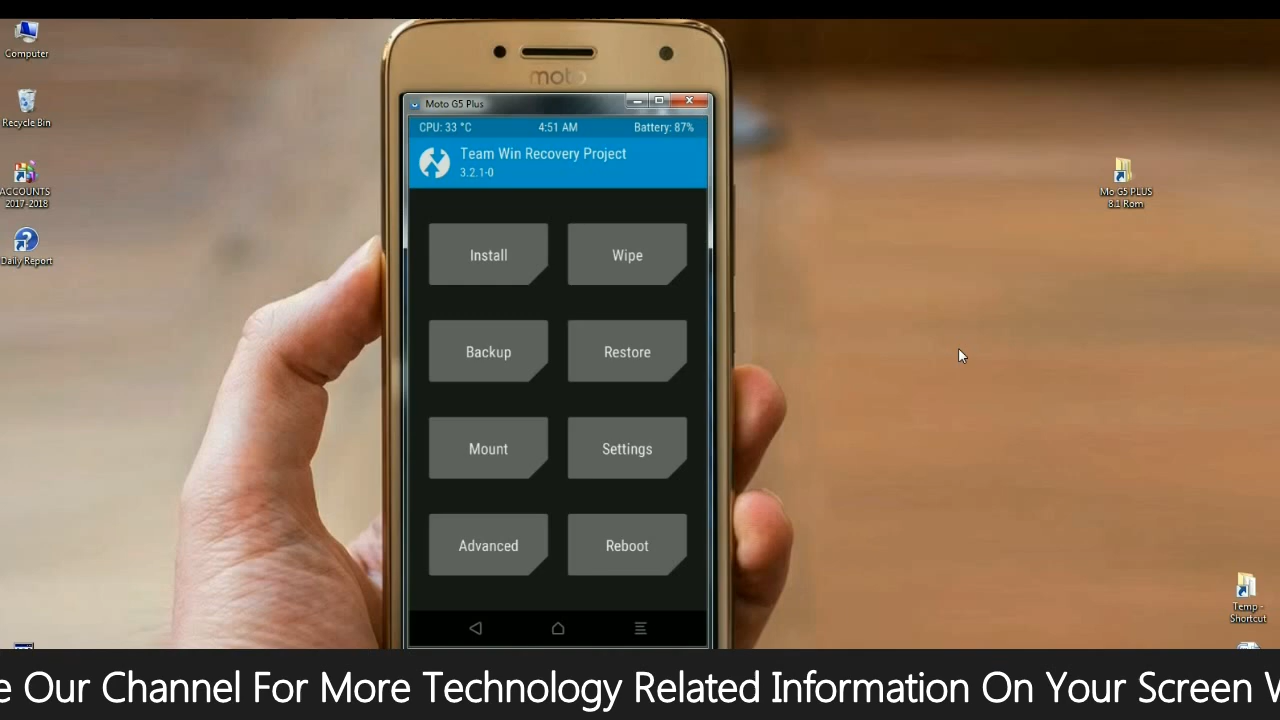 Computer
Recycle Bin
ACCOUNTS
2017-2018
Daily Report
moto
Moto G5 Plus
CPU: 33 °C 4:51 AM Battery: 87%
Team Win Recovery Project
3.2.1-0
Install Wipe
Backup Restore
Mount Settings
Advanced Reboot
Mo G5 PLUS
8.1 Rom
Temp -
Shortcut
e Our Channel For More Technology Related Information On Your Screen W